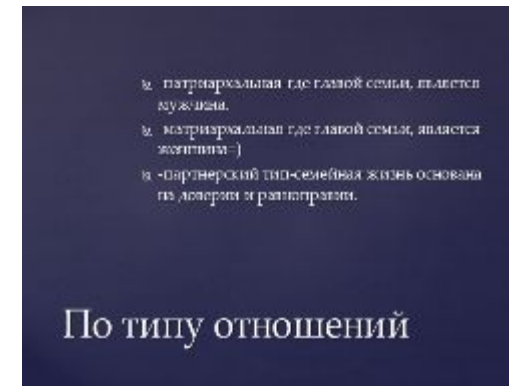 патриархальная где главой семьи, является
мужчина.
матриархальная где главой семьи, является
женщина=)
-партнерский тип-семейная жизнь основана
на доверии и равноправии.
По типу отношений